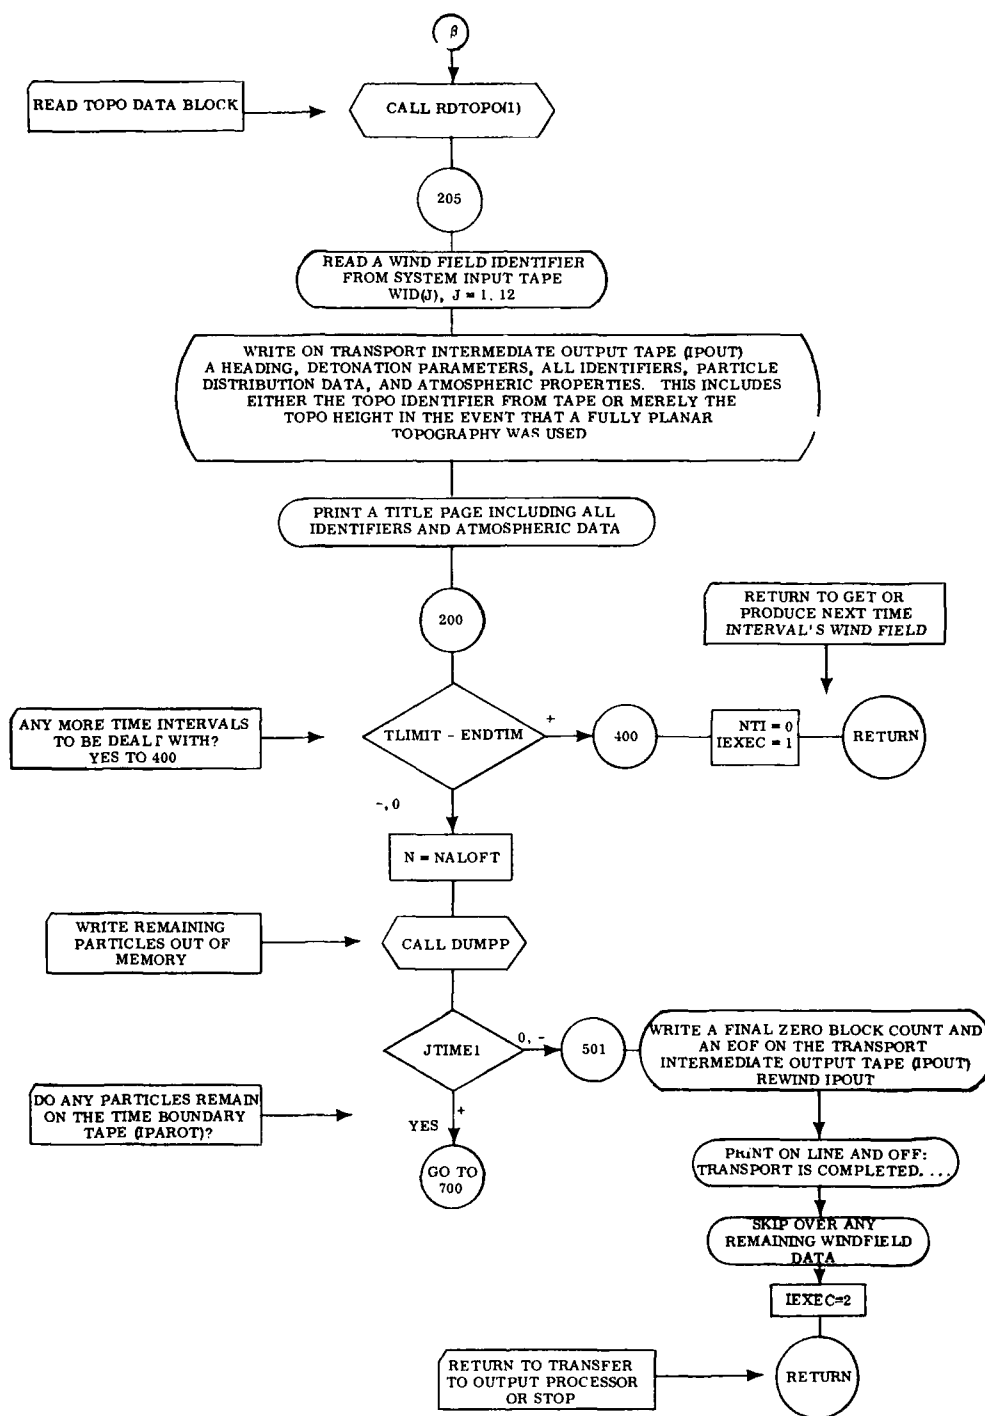 β
READ TOPO DATA BLOCK
CALL RDTOPO(1)
205
READ A WIND FIELD IDENTIFIER
FROM SYSTEM INPUT TAPE
WID(J), J = 1, 12
WRITE ON TRANSPORT INTERMEDIATE OUTPUT TAPE (IPOUT)
A HEADING, DETONATION PARAMETERS, ALL IDENTIFIERS, PARTICLE
DISTRIBUTION DATA, AND ATMOSPHERIC PROPERTIES. THIS INCLUDES
EITHER THE TOPO IDENTIFIER FROM TAPE OR MERELY THE
TOPO HEIGHT IN THE EVENT THAT A FULLY PLANAR
TOPOGRAPHY WAS USED
PRINT A TITLE PAGE INCLUDING ALL
IDENTIFIERS AND ATMOSPHERIC DATA
200
RETURN TO GET OR
PRODUCE NEXT TIME
INTERVAL'S WIND FIELD
ANY MORE TIME INTERVALS
TO BE DEALT WITH?
YES TO 400
TLIMIT - ENDTIM
+
400
NTI = 0
IEXEC = 1
RETURN
-, 0
N = NALOFT
WRITE REMAINING
PARTICLES OUT OF
MEMORY
CALL DUMPP
JTIME1
0, -
501
WRITE A FINAL ZERO BLOCK COUNT AND
AN EOF ON THE TRANSPORT
INTERMEDIATE OUTPUT TAPE (IPOUT)
REWIND IPOUT
DO ANY PARTICLES REMAIN
ON THE TIME BOUNDARY
TAPE (IPAROT)?
+
YES
GO TO
700
PRINT ON LINE AND OFF:
TRANSPORT IS COMPLETED. . . .
SKIP OVER ANY
REMAINING WINDFIELD
DATA
IEXEC=2
RETURN TO TRANSFER
TO OUTPUT PROCESSOR
OR STOP
RETURN